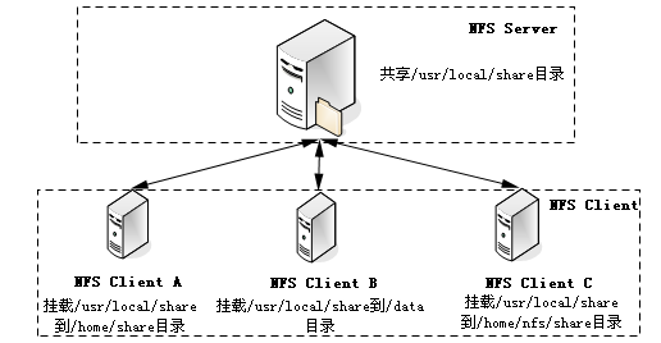 NFS Server
共享/usr/local/share目录
NFS Client
NFS Client A
挂载/usr/local/share
到/home/share目录
NFS Client B
挂载/usr/local/share到/data
目录
NFS Client C
挂载/usr/local/share
到/home/nfs/share目录